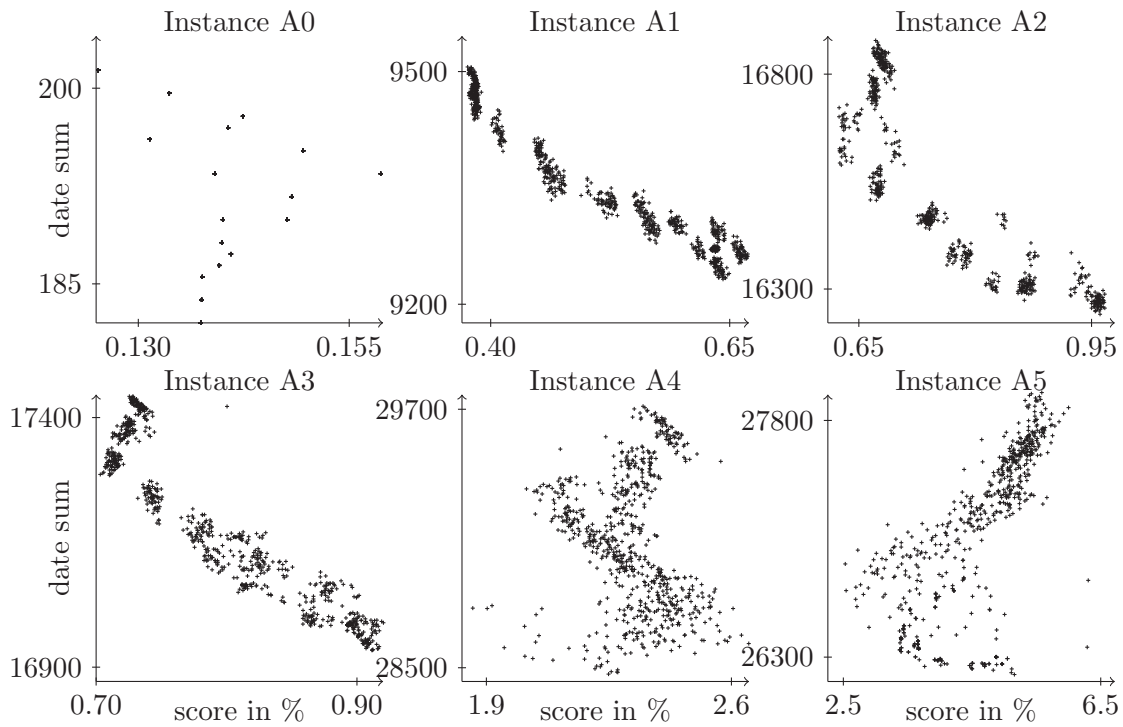 Instance A0
Instance A1
Instance A2
200
185
date sum
0.130
0.155
9500
9200
0.40
0.65
16800
16300
0.65
0.95
Instance A3
Instance A4
Instance A5
17400
16900
date sum
0.70
score in %
0.90
29700
28500
1.9
score in %
2.6
27800
26300
2.5
score in %
6.5